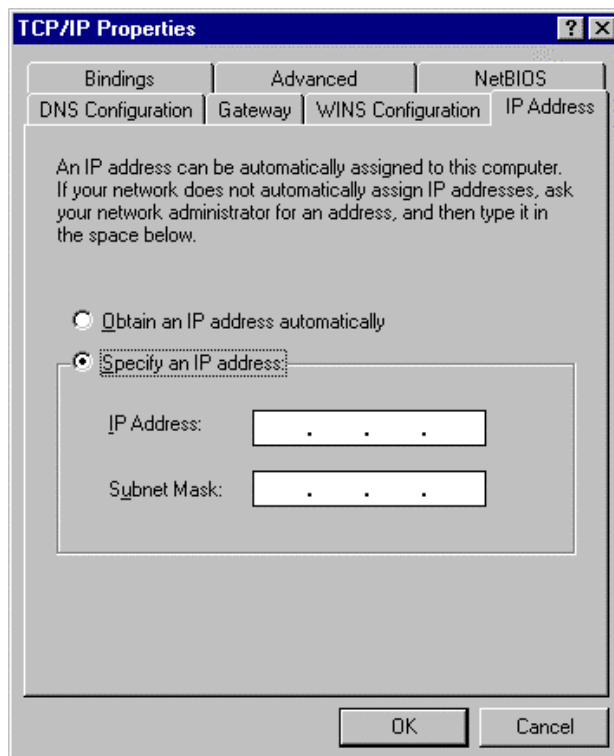 TCP/IP Properties
Bindings Advanced NetBIOS
DNS Configuration Gateway WINS Configuration IP Address
An IP address can be automatically assigned to this computer.
If your network does not automatically assign IP addresses, ask
your network administrator for an address, and then type it in
the space below.
Obtain an IP address automatically
Specify an IP address:
IP Address: . . .
Subnet Mask: . . .
OK Cancel